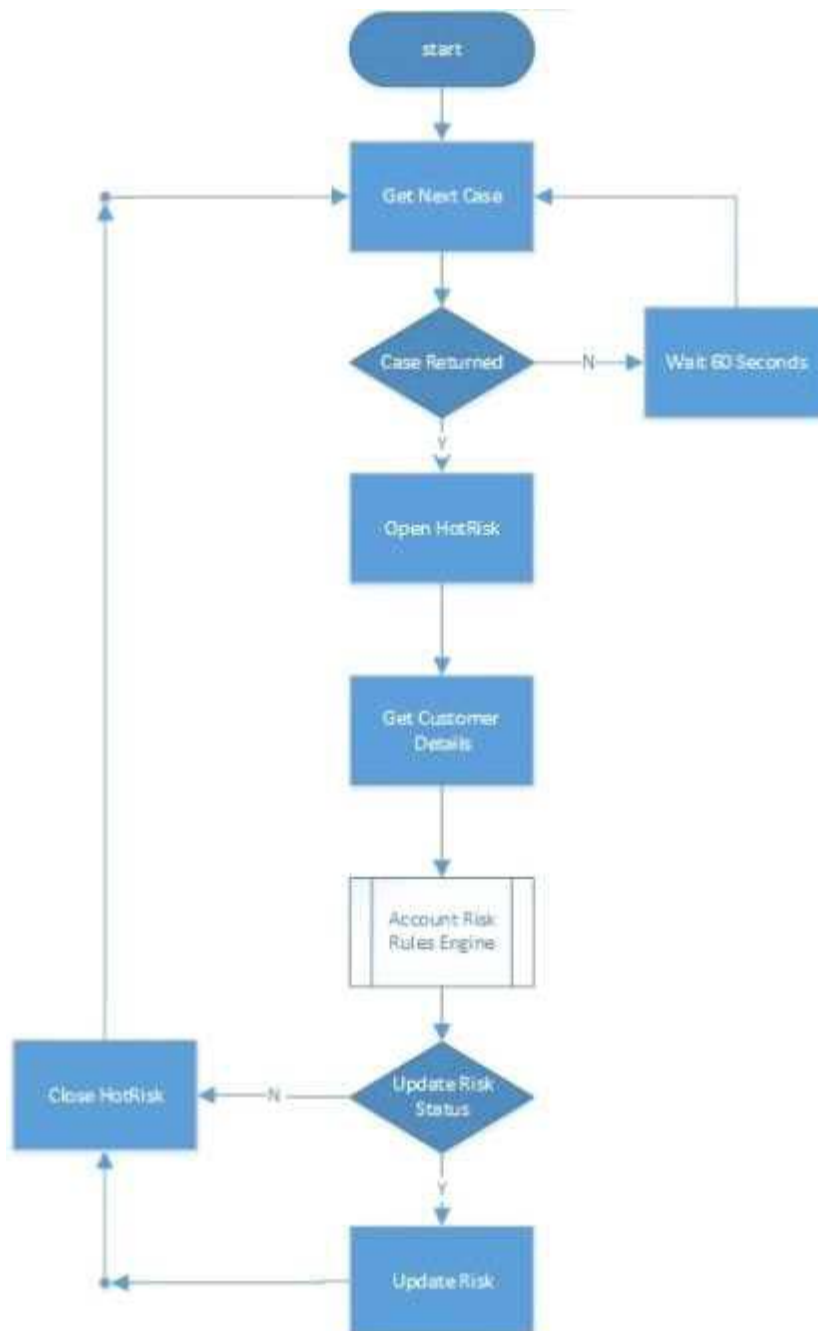 start
Get Next Case
Case Returned
N
Wait 60 Seconds
Y
Open HotRisk
Get Customer
Details
Account Risk
Rules Engine
Update Risk
Status
N
Close HotRisk
Y
Update Risk